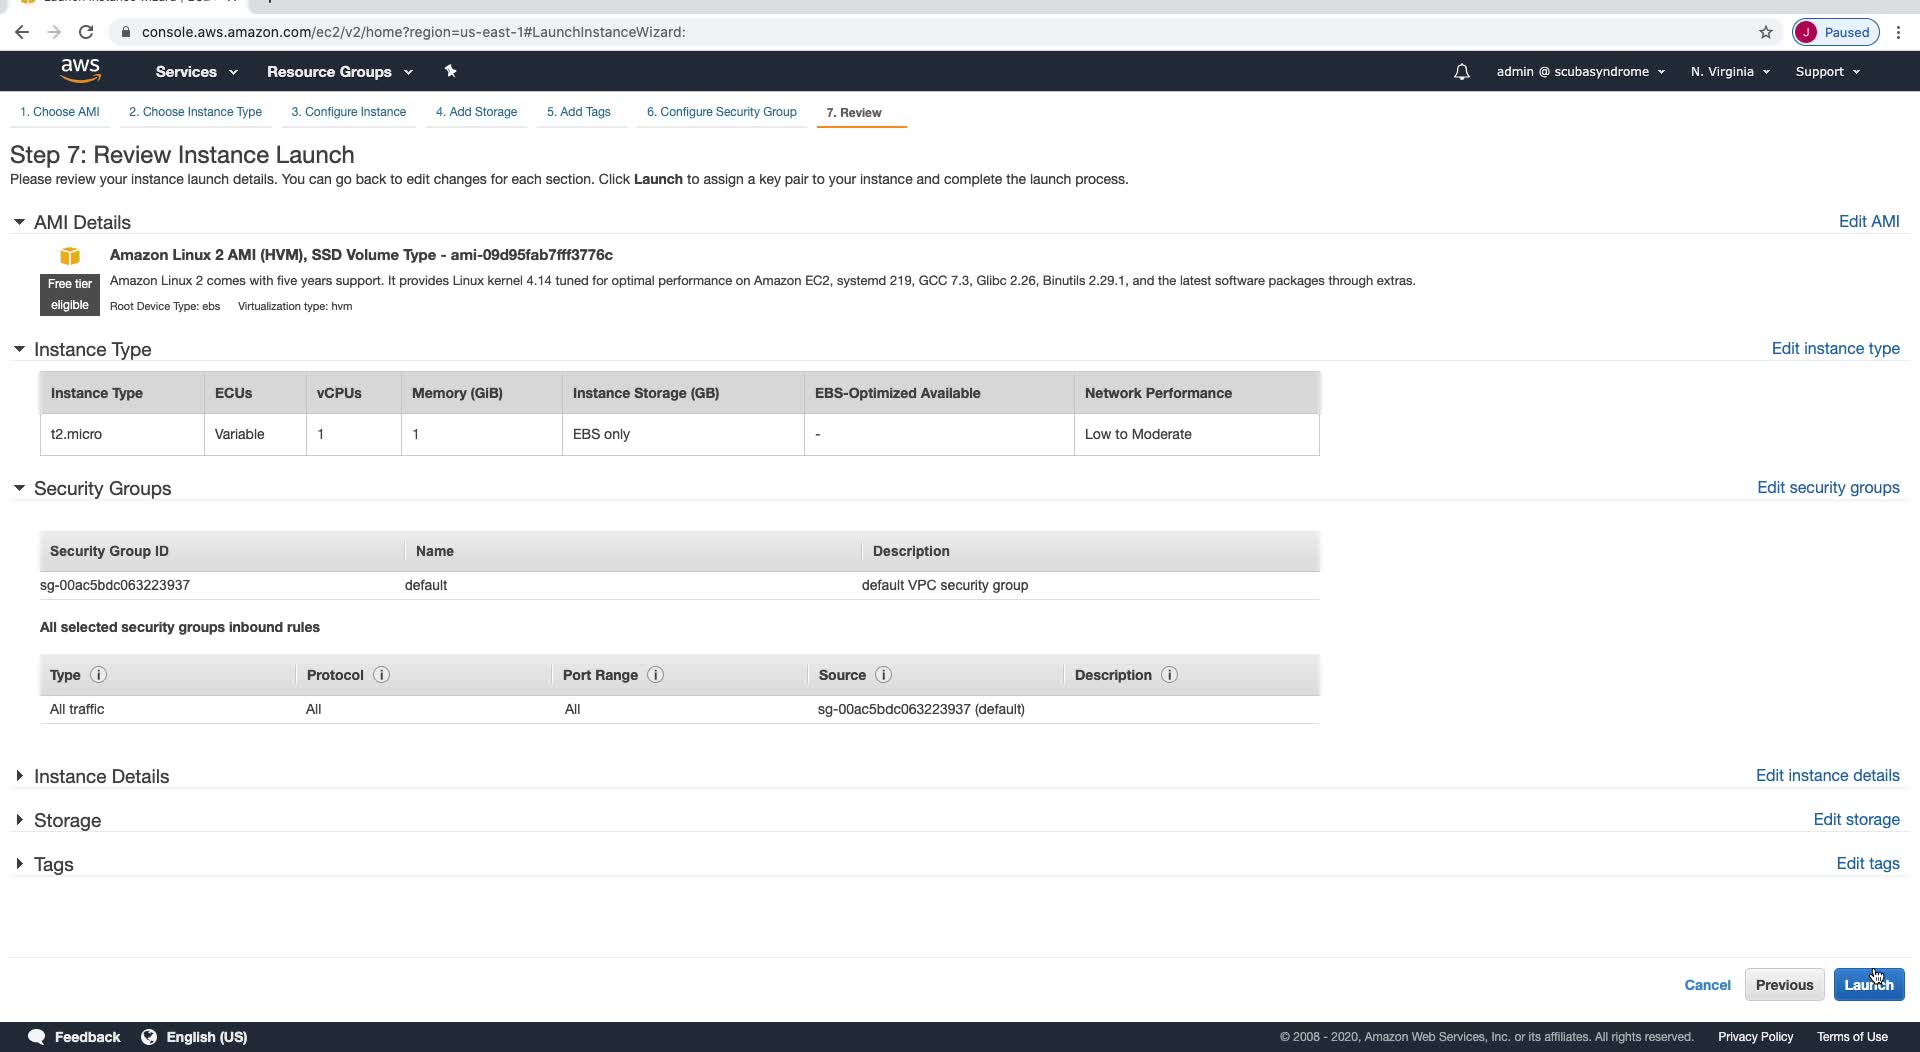 console.aws.amazon.com/ec2/v2/home?region=us-east-1#LaunchInstanceWizard:
J Paused
aws Services Resource Groups admin @ scubasyndrome N. Virginia Support
1. Choose AMI 2. Choose Instance Type 3. Configure Instance 4. Add Storage 5. Add Tags 6. Configure Security Group 7. Review
Step 7: Review Instance Launch
Please review your instance launch details. You can go back to edit changes for each section. Click Launch to assign a key pair to your instance and complete the launch process.
AMI Details Edit AMI
Amazon Linux 2 AMI (HVM), SSD Volume Type - ami-09d95fab7fff3776c
Free tier eligible
Amazon Linux 2 comes with five years support. It provides Linux kernel 4.14 tuned for optimal performance on Amazon EC2, systemd 219, GCC 7.3, Glibc 2.26, Binutils 2.29.1, and the latest software packages through extras.
Root Device Type: ebs Virtualization type: hvm
Instance Type Edit instance type
Instance Type ECUs vCPUs Memory (GiB) Instance Storage (GB) EBS-Optimized Available Network Performance
t2.micro Variable 1 1 EBS only - Low to Moderate
Security Groups Edit security groups
Security Group ID Name Description
sg-00ac5bdc063223937 default default VPC security group
All selected security groups inbound rules
Type Protocol Port Range Source Description
All traffic All All sg-00ac5bdc063223937 (default)
Instance Details Edit instance details
Storage Edit storage
Tags Edit tags
Cancel Previous Launch
Feedback English (US) © 2008 - 2020, Amazon Web Services, Inc. or its affiliates. All rights reserved. Privacy Policy Terms of Use